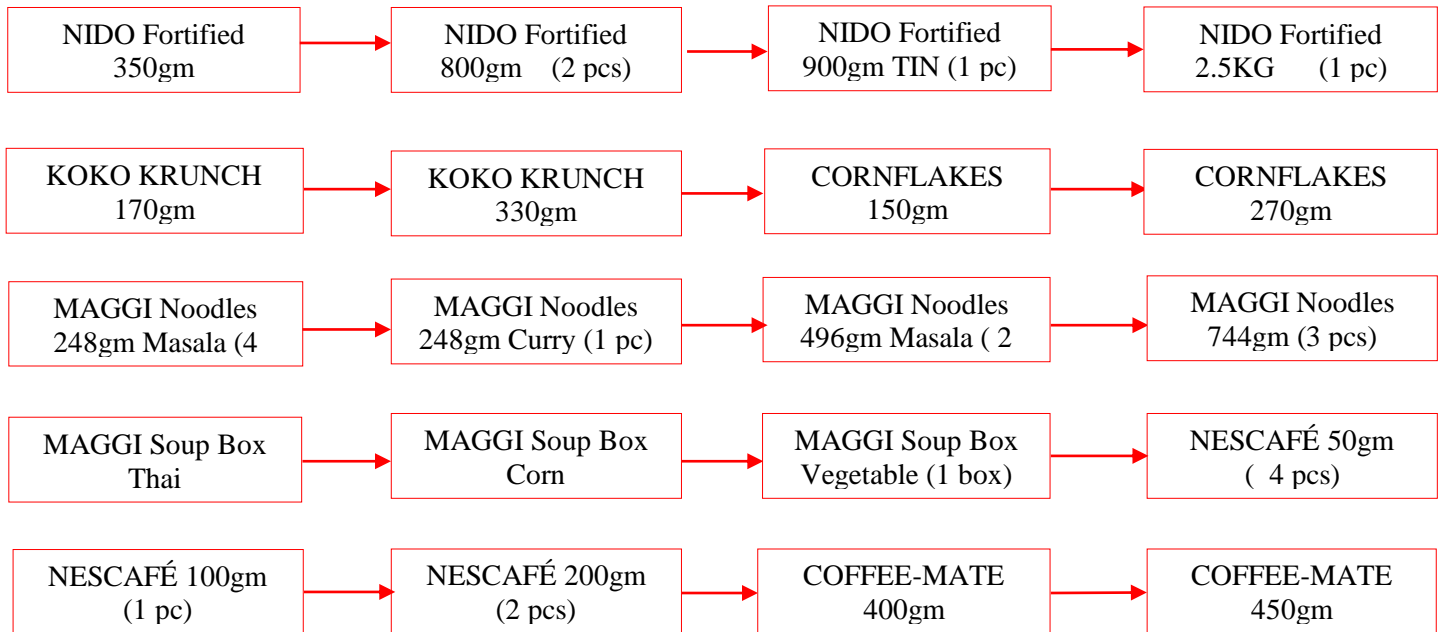 NIDO Fortified
350gm
NIDO Fortified
800gm (2 pcs)
NIDO Fortified
900gm TIN (1 pc)
NIDO Fortified
2.5KG (1 pc)
KOKO KRUNCH
170gm
KOKO KRUNCH
330gm
CORNFLAKES
150gm
CORNFLAKES
270gm
MAGGI Noodles
248gm Masala (4
MAGGI Noodles
248gm Curry (1 pc)
MAGGI Noodles
496gm Masala ( 2
MAGGI Noodles
744gm (3 pcs)
MAGGI Soup Box
Thai
MAGGI Soup Box
Corn
MAGGI Soup Box
Vegetable (1 box)
NESCAFÉ 50gm
( 4 pcs)
NESCAFÉ 100gm
(1 pc)
NESCAFÉ 200gm
(2 pcs)
COFFEE-MATE
400gm
COFFEE-MATE
450gm